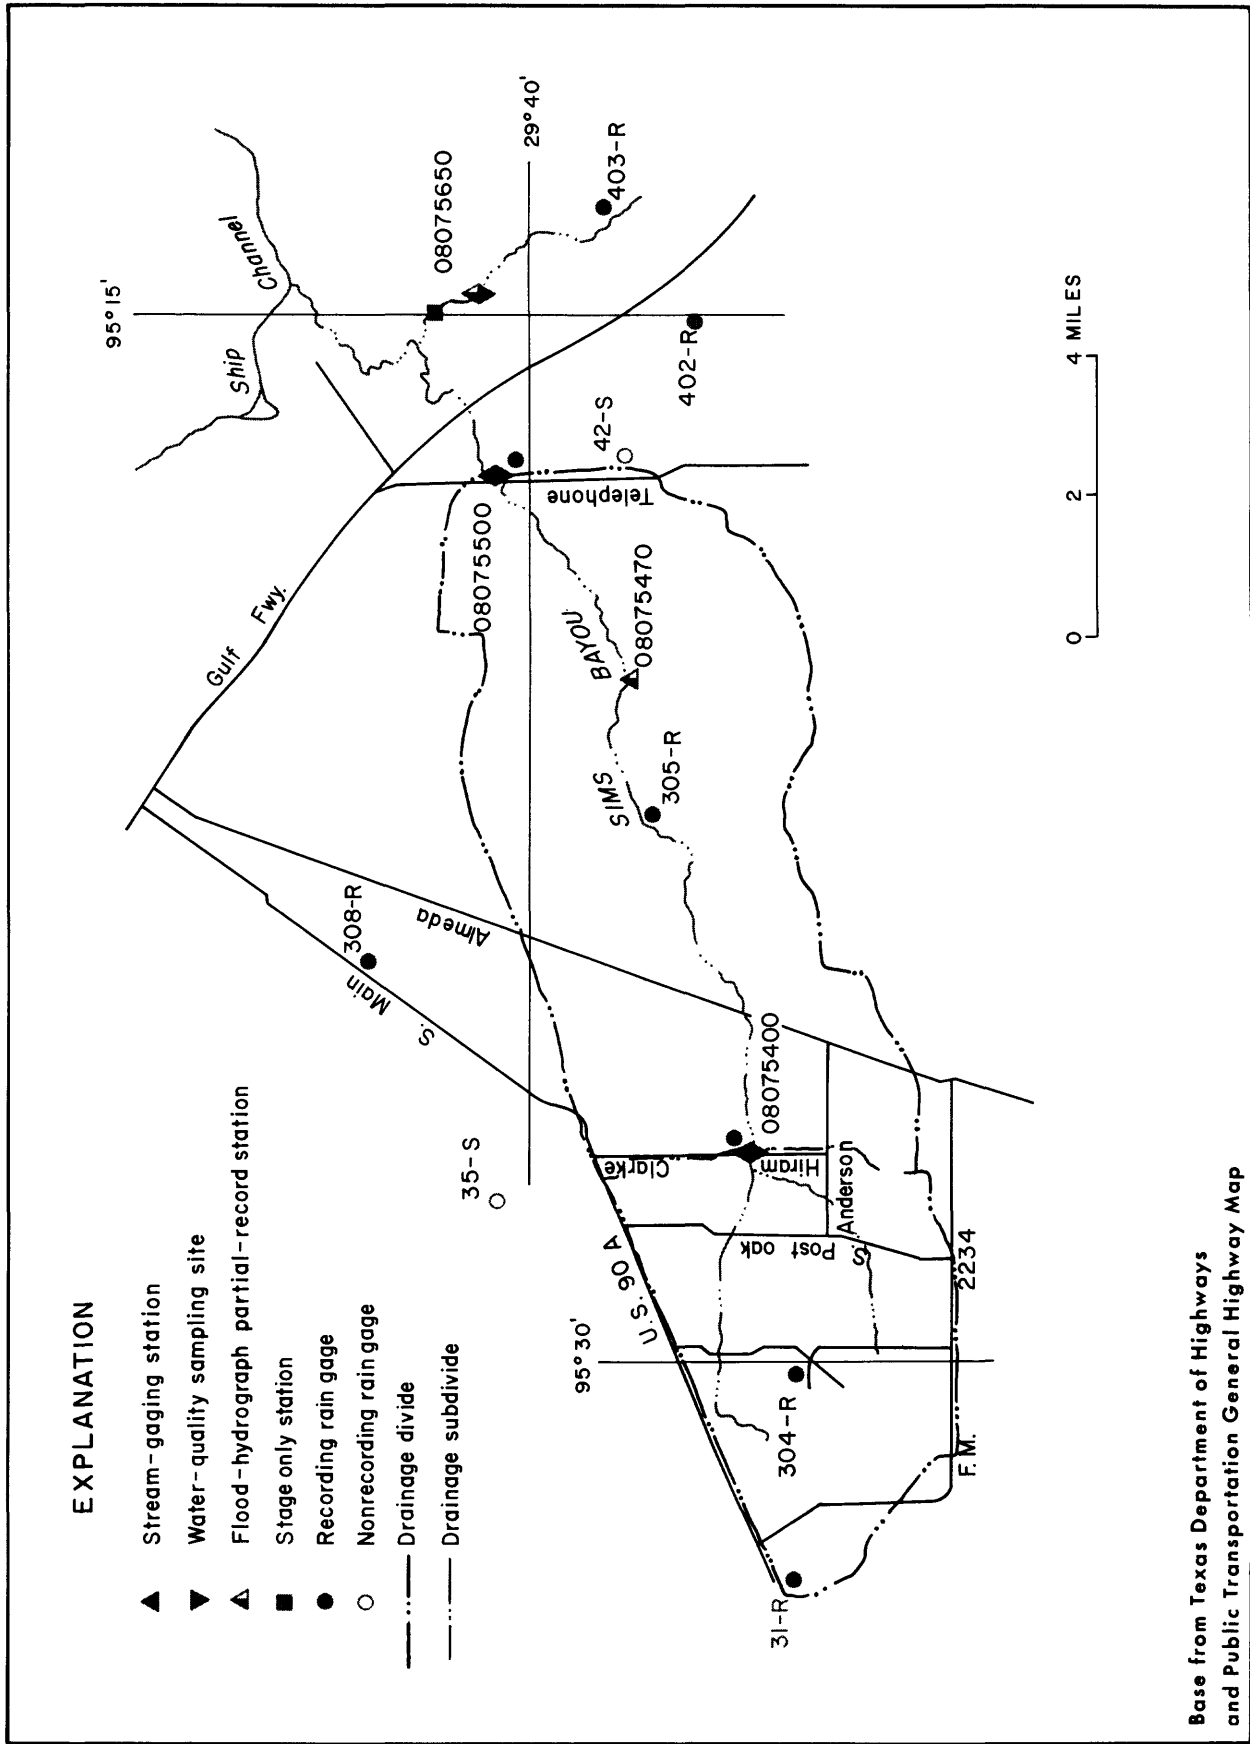 EXPLANATION
Stream-gaging station
Water-quality sampling site
Flood-hydrograph partial-record station
Stage only station
Recording rain gage
Nonrecording rain gage
Drainage divide
Drainage subdivide
95°15'
Ship
Channel
08075650
29°40'
403-R
402-R
42-S
Gulf Fwy.
Telephone
08075500
08075470
SIMS BAYOU
305-R
308-R
S. Main
Almeda
35-S
08075400
Clarke
Hiram
Anderson
Post oak
S
U.S. 90 A
95°30'
304-R
31-R
F.M. 2234
0 2 4 MILES
Base from Texas Department of Highways
and Public Transportation General Highway Map